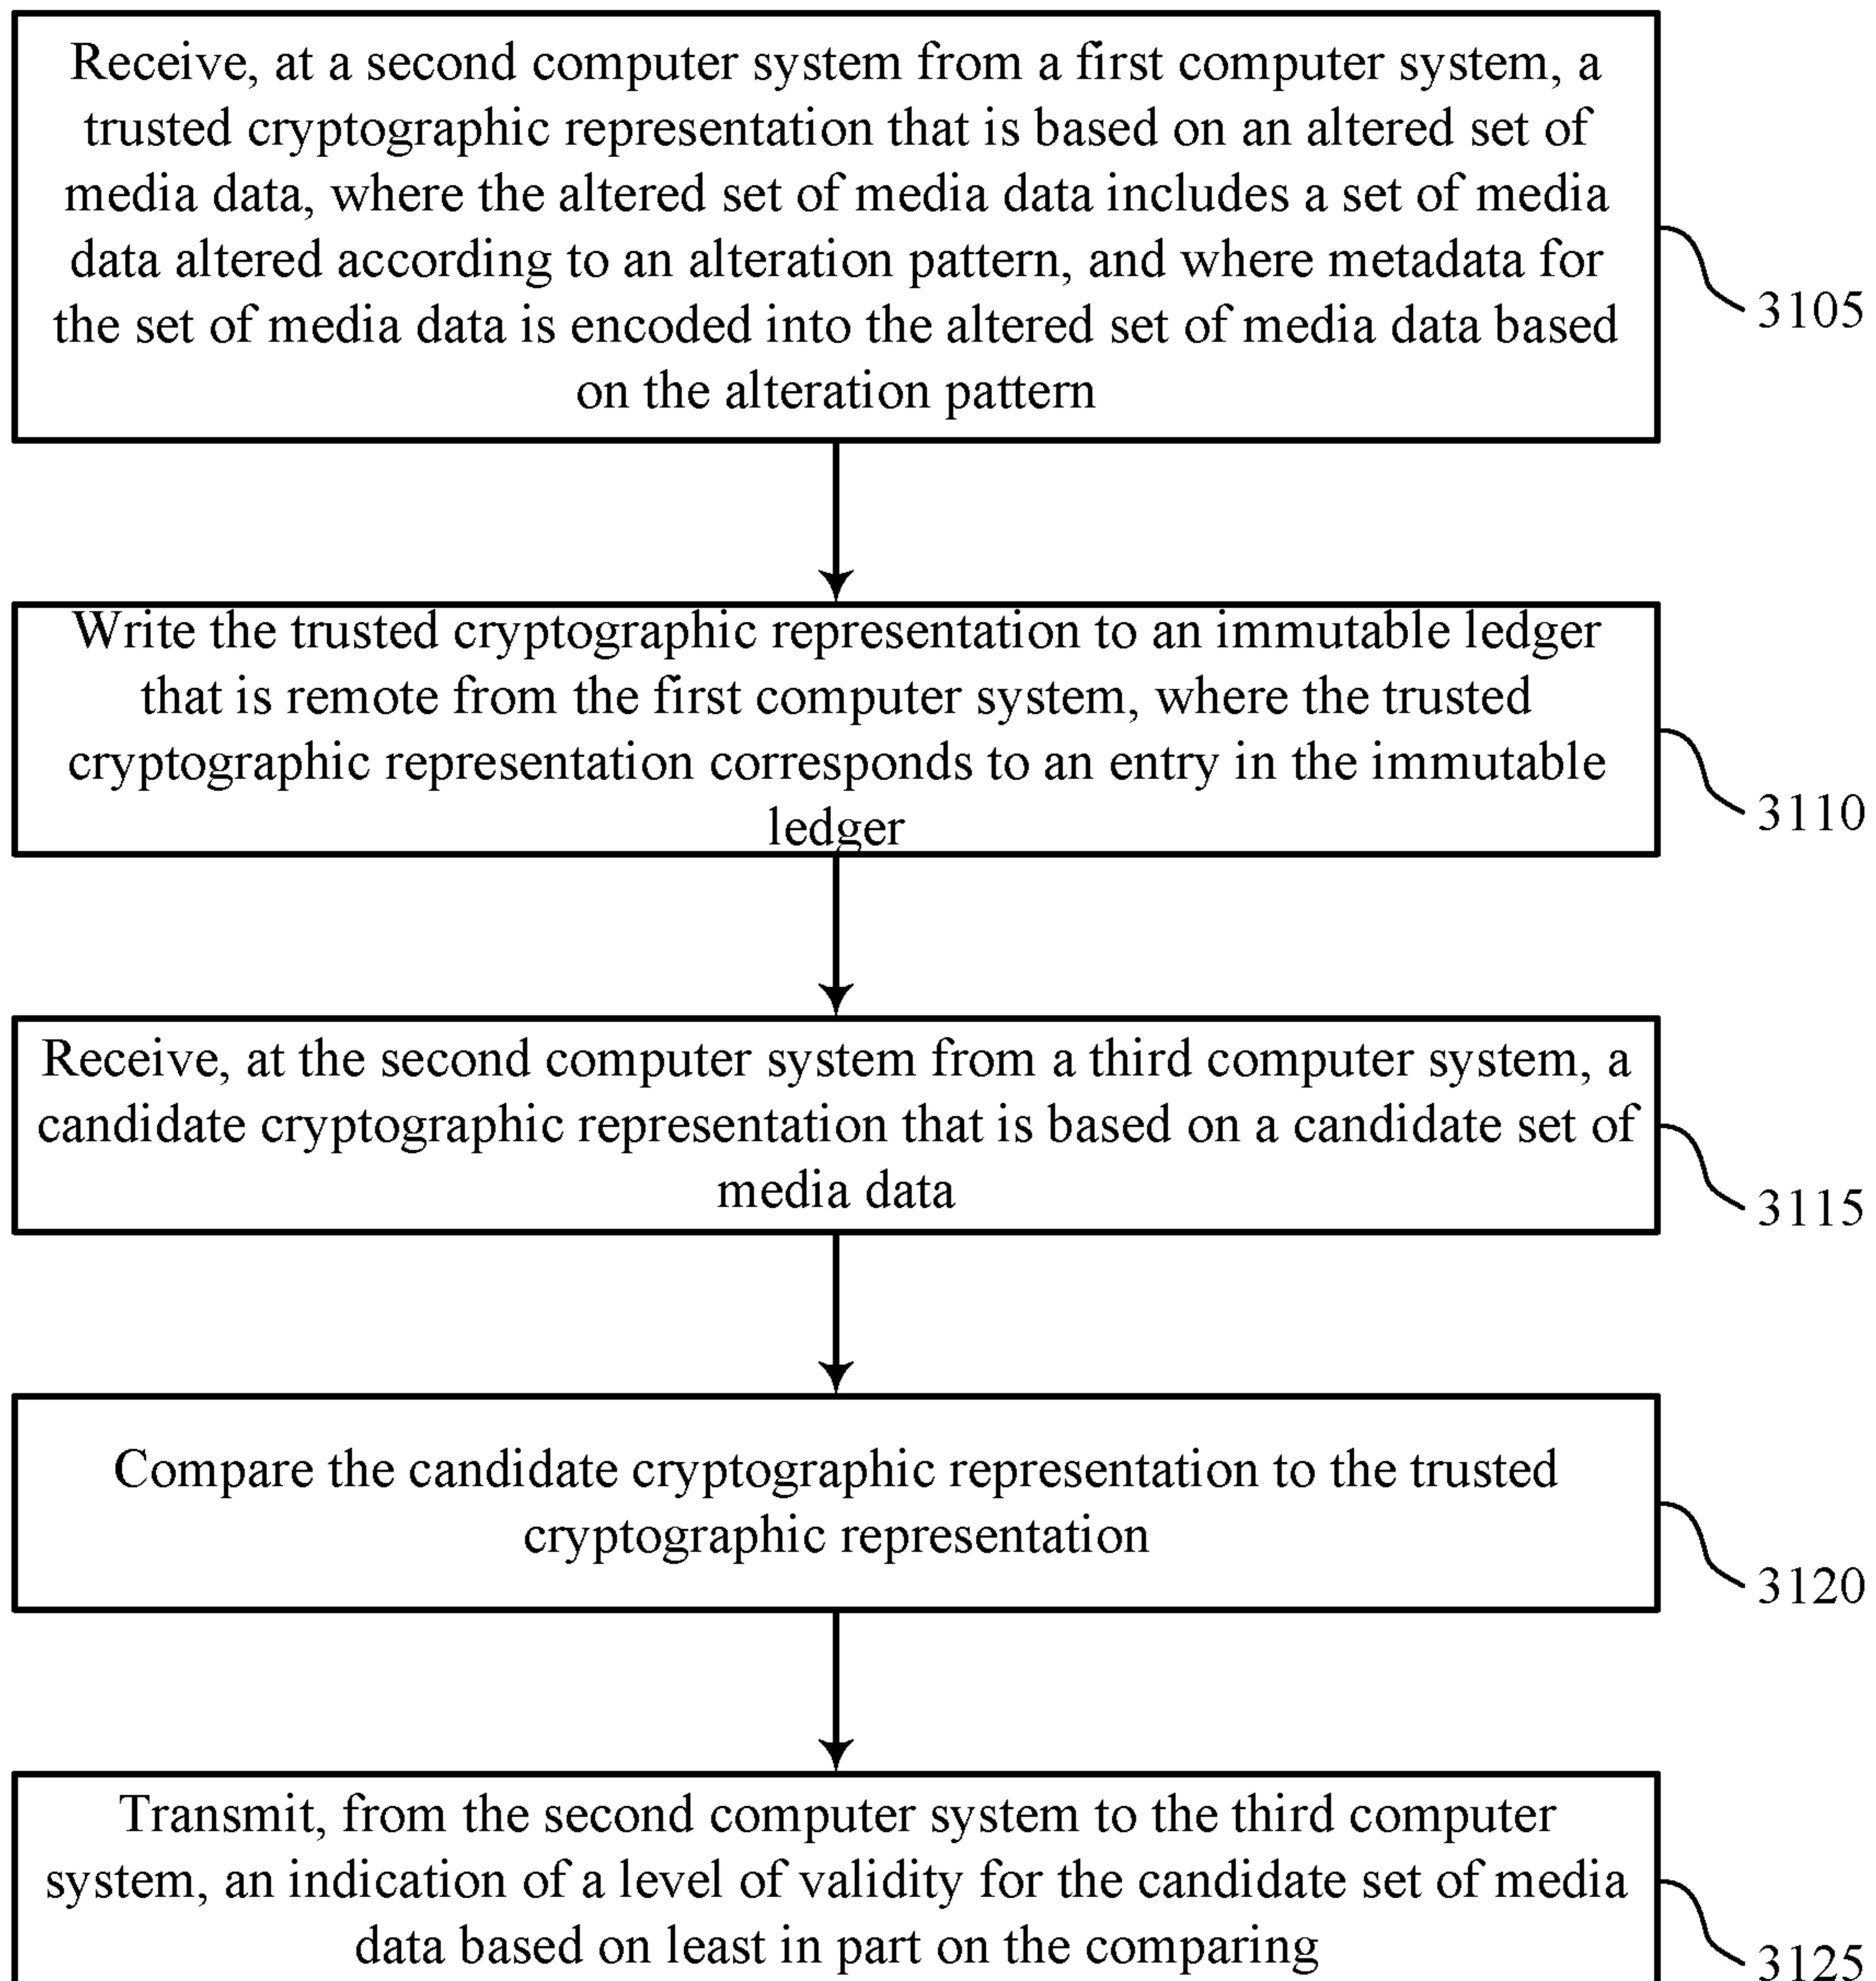 Receive, at a second computer system from a first computer system, a
trusted cryptographic representation that is based on an altered set of
media data, where the altered set of media data includes a set of media
data altered according to an alteration pattern, and where metadata for
the set of media data is encoded into the altered set of media data based
on the alteration pattern
3105
Write the trusted cryptographic representation to an immutable ledger
that is remote from the first computer system, where the trusted
cryptographic representation corresponds to an entry in the immutable
ledger
3110
Receive, at the second computer system from a third computer system, a
candidate cryptographic representation that is based on a candidate set of
media data
3115
Compare the candidate cryptographic representation to the trusted
cryptographic representation
3120
Transmit, from the second computer system to the third computer
system, an indication of a level of validity for the candidate set of media
data based on least in part on the comparing
3125